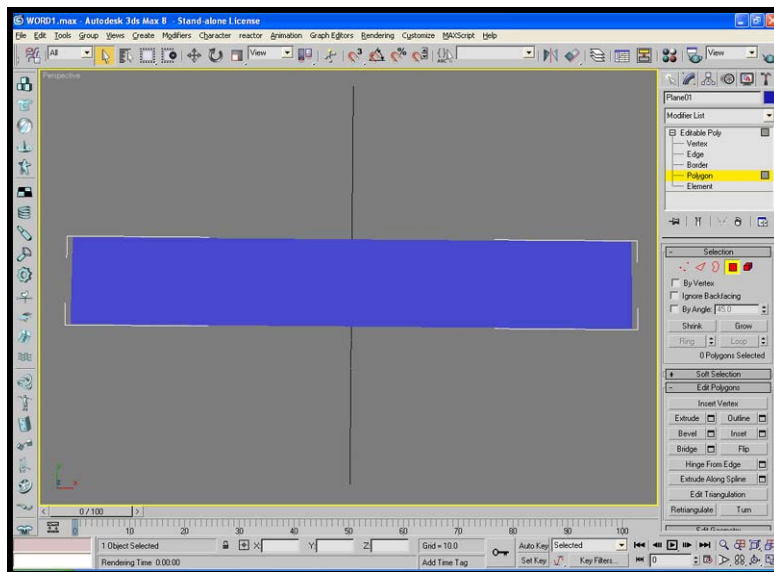 WORD1.max - Autodesk 3ds Max 8 - Stand-alone License
File Edit Tools Group Views Create Modifiers Character reactor Animation Graph Editors Rendering Customize MAXScript Help
All View View
Perspective
Plane01
Modifier List
Editable Poly
Vertex
Edge
Border
Polygon
Element
Selection
By Vertex
Ignore Backfacing
By Angle: 45.0
Shrink Grow
Ring Loop
0 Polygons Selected
Soft Selection
Edit Polygons
Insert Vertex
Extrude Outline
Bevel Inset
Bridge Flip
Hinge From Edge
Extrude Along Spline
Edit Triangulation
Retriangulate Turn
Edit Geometry
0 / 100
0 10 20 30 40 50 60 70 80 90 100
1 Object Selected X: Y: Z: Grid = 10.0 Auto Key Selected
Rendering Time 0:00:00 Add Time Tag Set Key Key Filters... 0